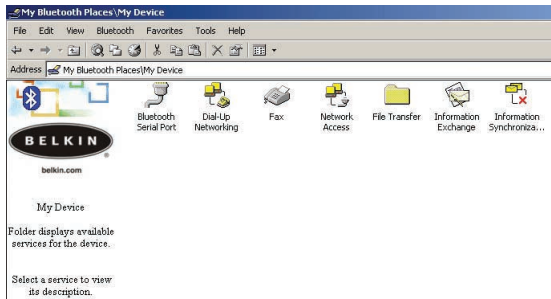 My Bluetooth Places\My Device
File Edit View Bluetooth Favorites Tools Help
Address My Bluetooth Places\My Device
Bluetooth Serial Port
Dial-Up Networking
Fax
Network Access
File Transfer
Information Exchange
Information Synchroniza...
BELKIN
belkin.com
My Device
Folder displays available
services for the device.
Select a service to view
its description.